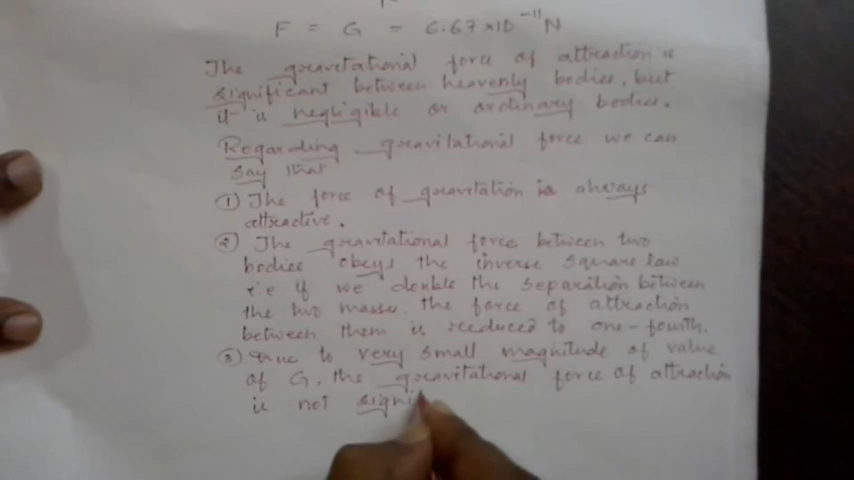 F = G = 6.67×10⁻¹¹ N
The gravitational force of attraction is
significant between heavenly bodies, but
it is negligible or ordinary bodies.
Regarding gravitational force we can
say that
① The force of gravitation is always
attractive.
② The gravitational force between two
bodies obeys the inverse square law
i.e if we double the separation between
the two masses, the force of attraction
between them is reduced to one-fourth.
③ Due to very small magnitude of value
of G, the gravitational force of attraction
is not signi